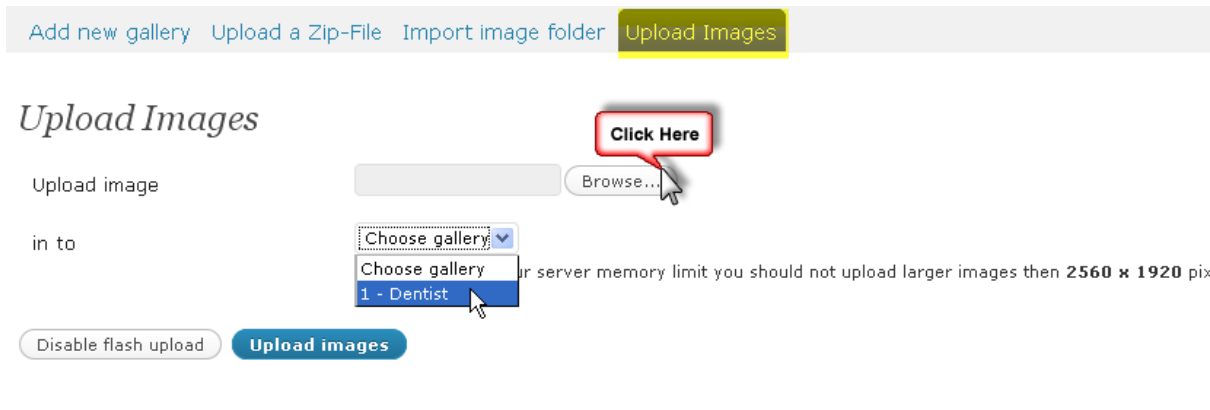 Add new gallery Upload a Zip-File Import image folder Upload Images
Upload Images
Click Here
Upload image Browse...
in to Choose gallery
Choose gallery
server memory limit you should not upload larger images then 2560 x 1920
1 - Dentist
Disable flash upload Upload images